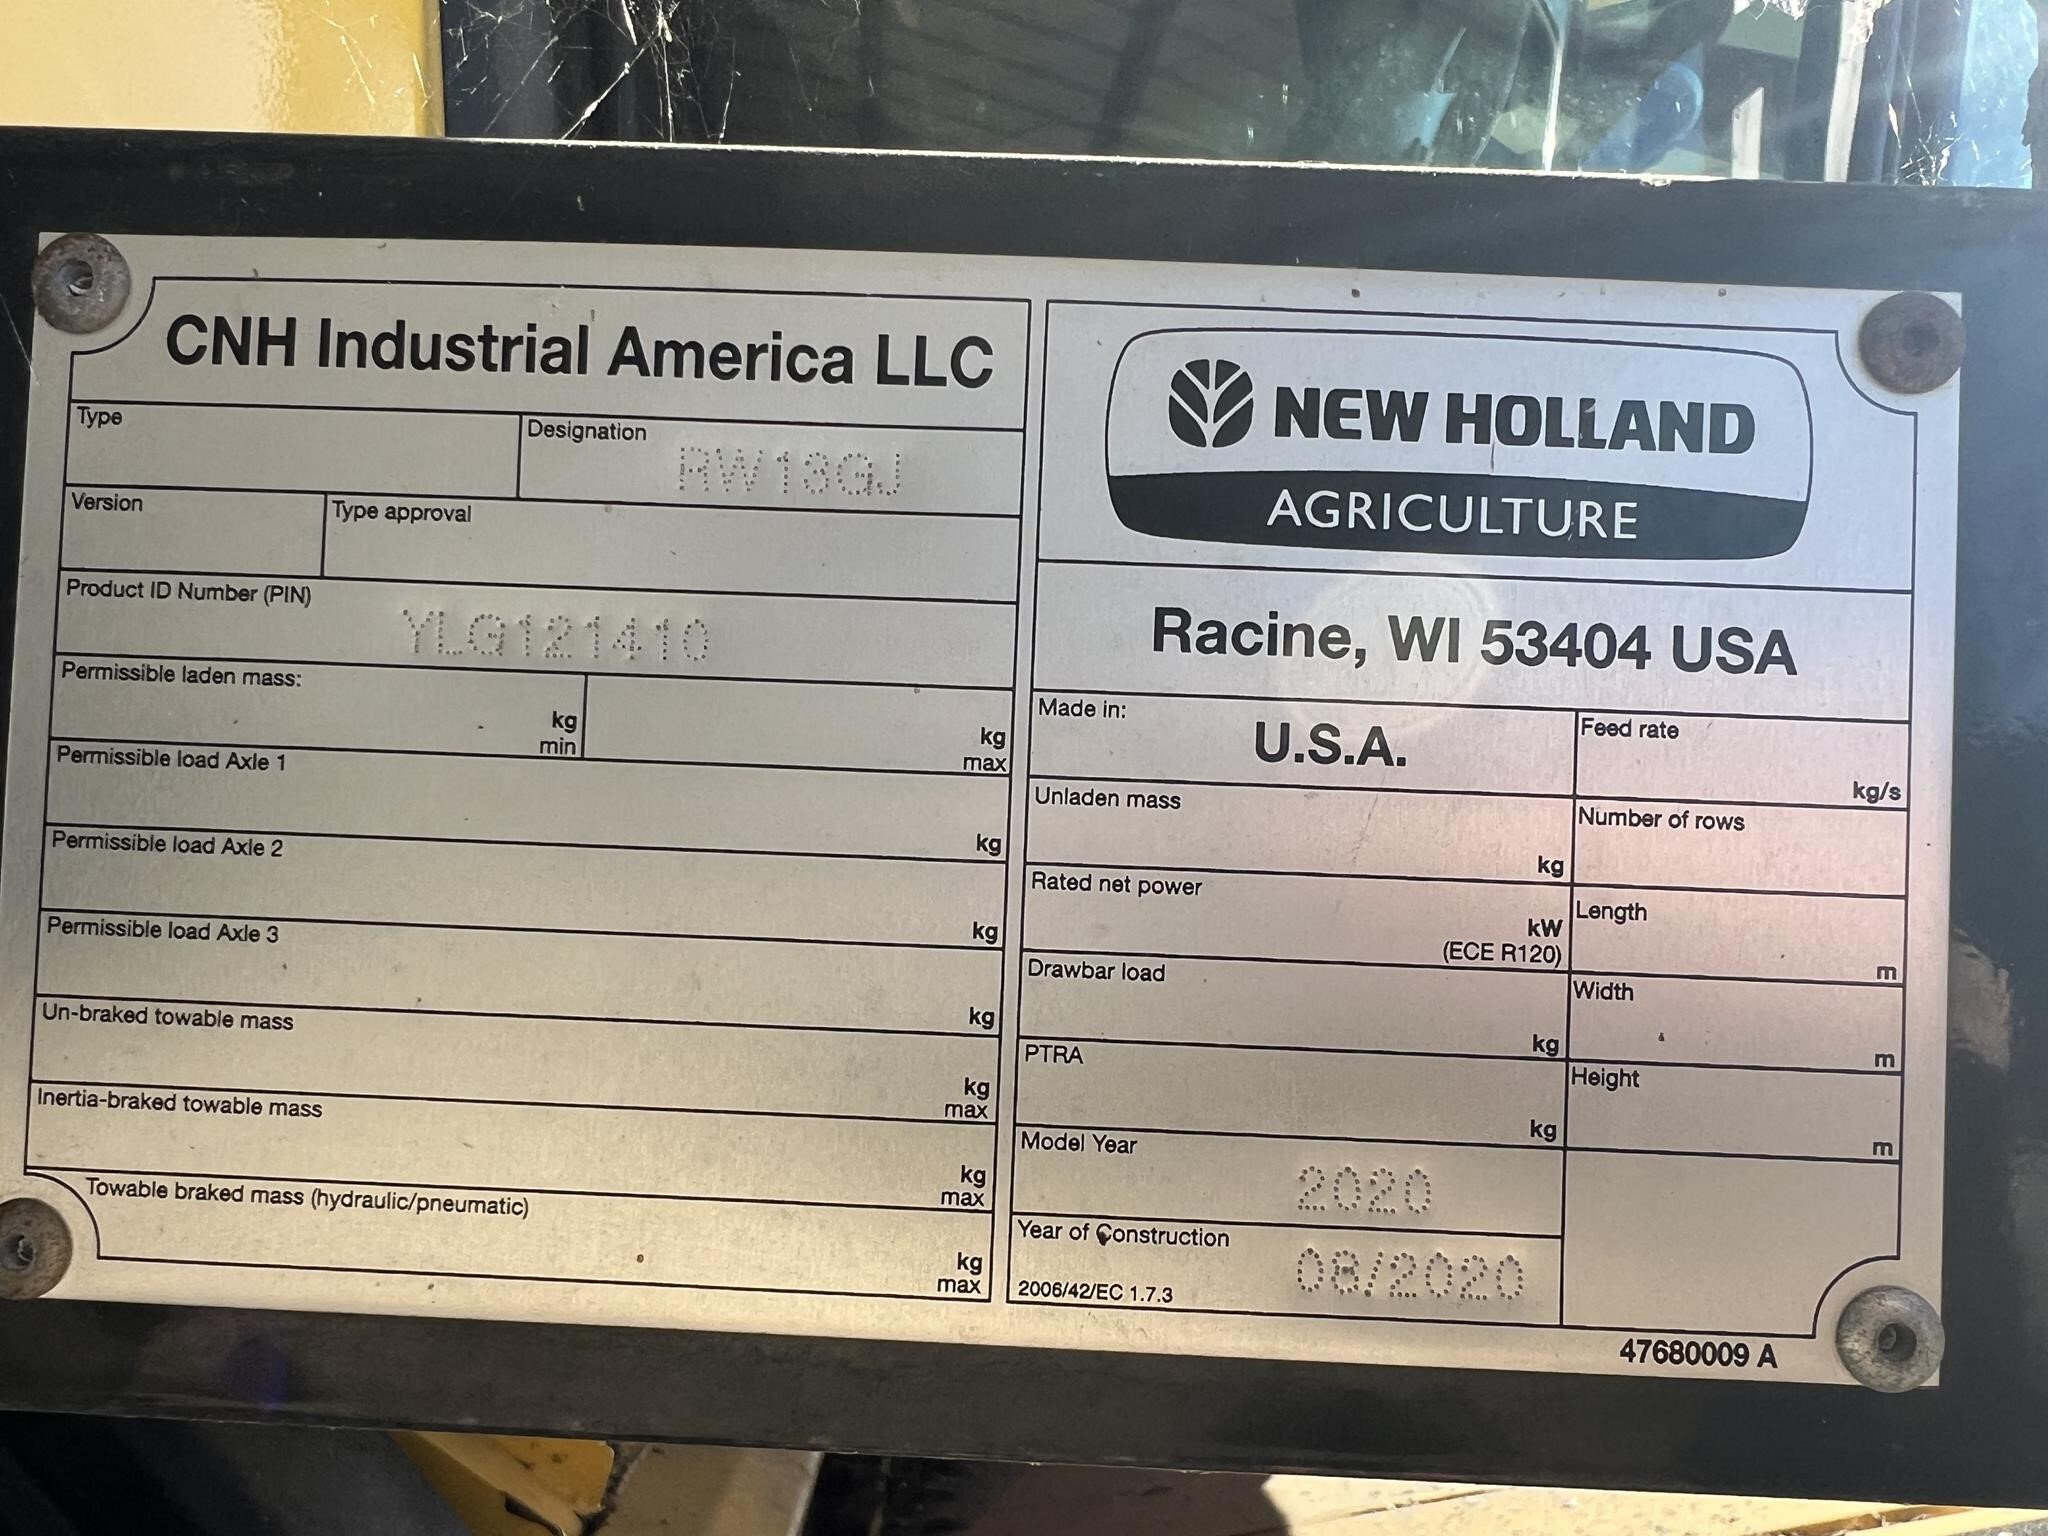 CNH Industrial America LLC
Type
Designation RW13GJ
Version
Type approval
Product ID Number (PIN) YLG121410
Permissible laden mass:
kg
min
kg
max
Permissible load Axle 1
kg
Permissible load Axle 2
kg
Permissible load Axle 3
kg
Un-braked towable mass
kg
max
Inertia-braked towable mass
kg
max
Towable braked mass (hydraulic/pneumatic)
kg
max
NEW HOLLAND
AGRICULTURE
Racine, WI 53404 USA
Made in: U.S.A.
Feed rate
kg/s
Unladen mass
kg
Number of rows
Rated net power
kW
(ECE R120)
Length
m
Drawbar load
kg
Width
m
PTRA
kg
Height
m
Model Year 2020
Year of Construction 08/2020
2006/42/EC 1.7.3
47680009 A